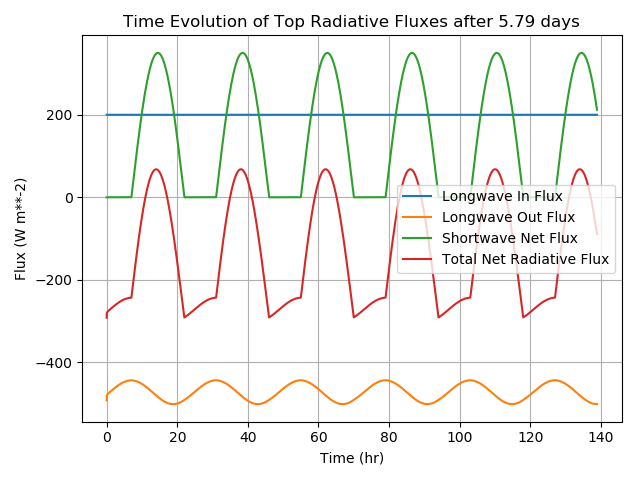 Time Evolution of Top Radiative Fluxes after 5.79 days
Flux (W m**-2)
200
0
−200
−400
Longwave In Flux
Longwave Out Flux
Shortwave Net Flux
Total Net Radiative Flux
0 20 40 60 80 100 120 140
Time (hr)